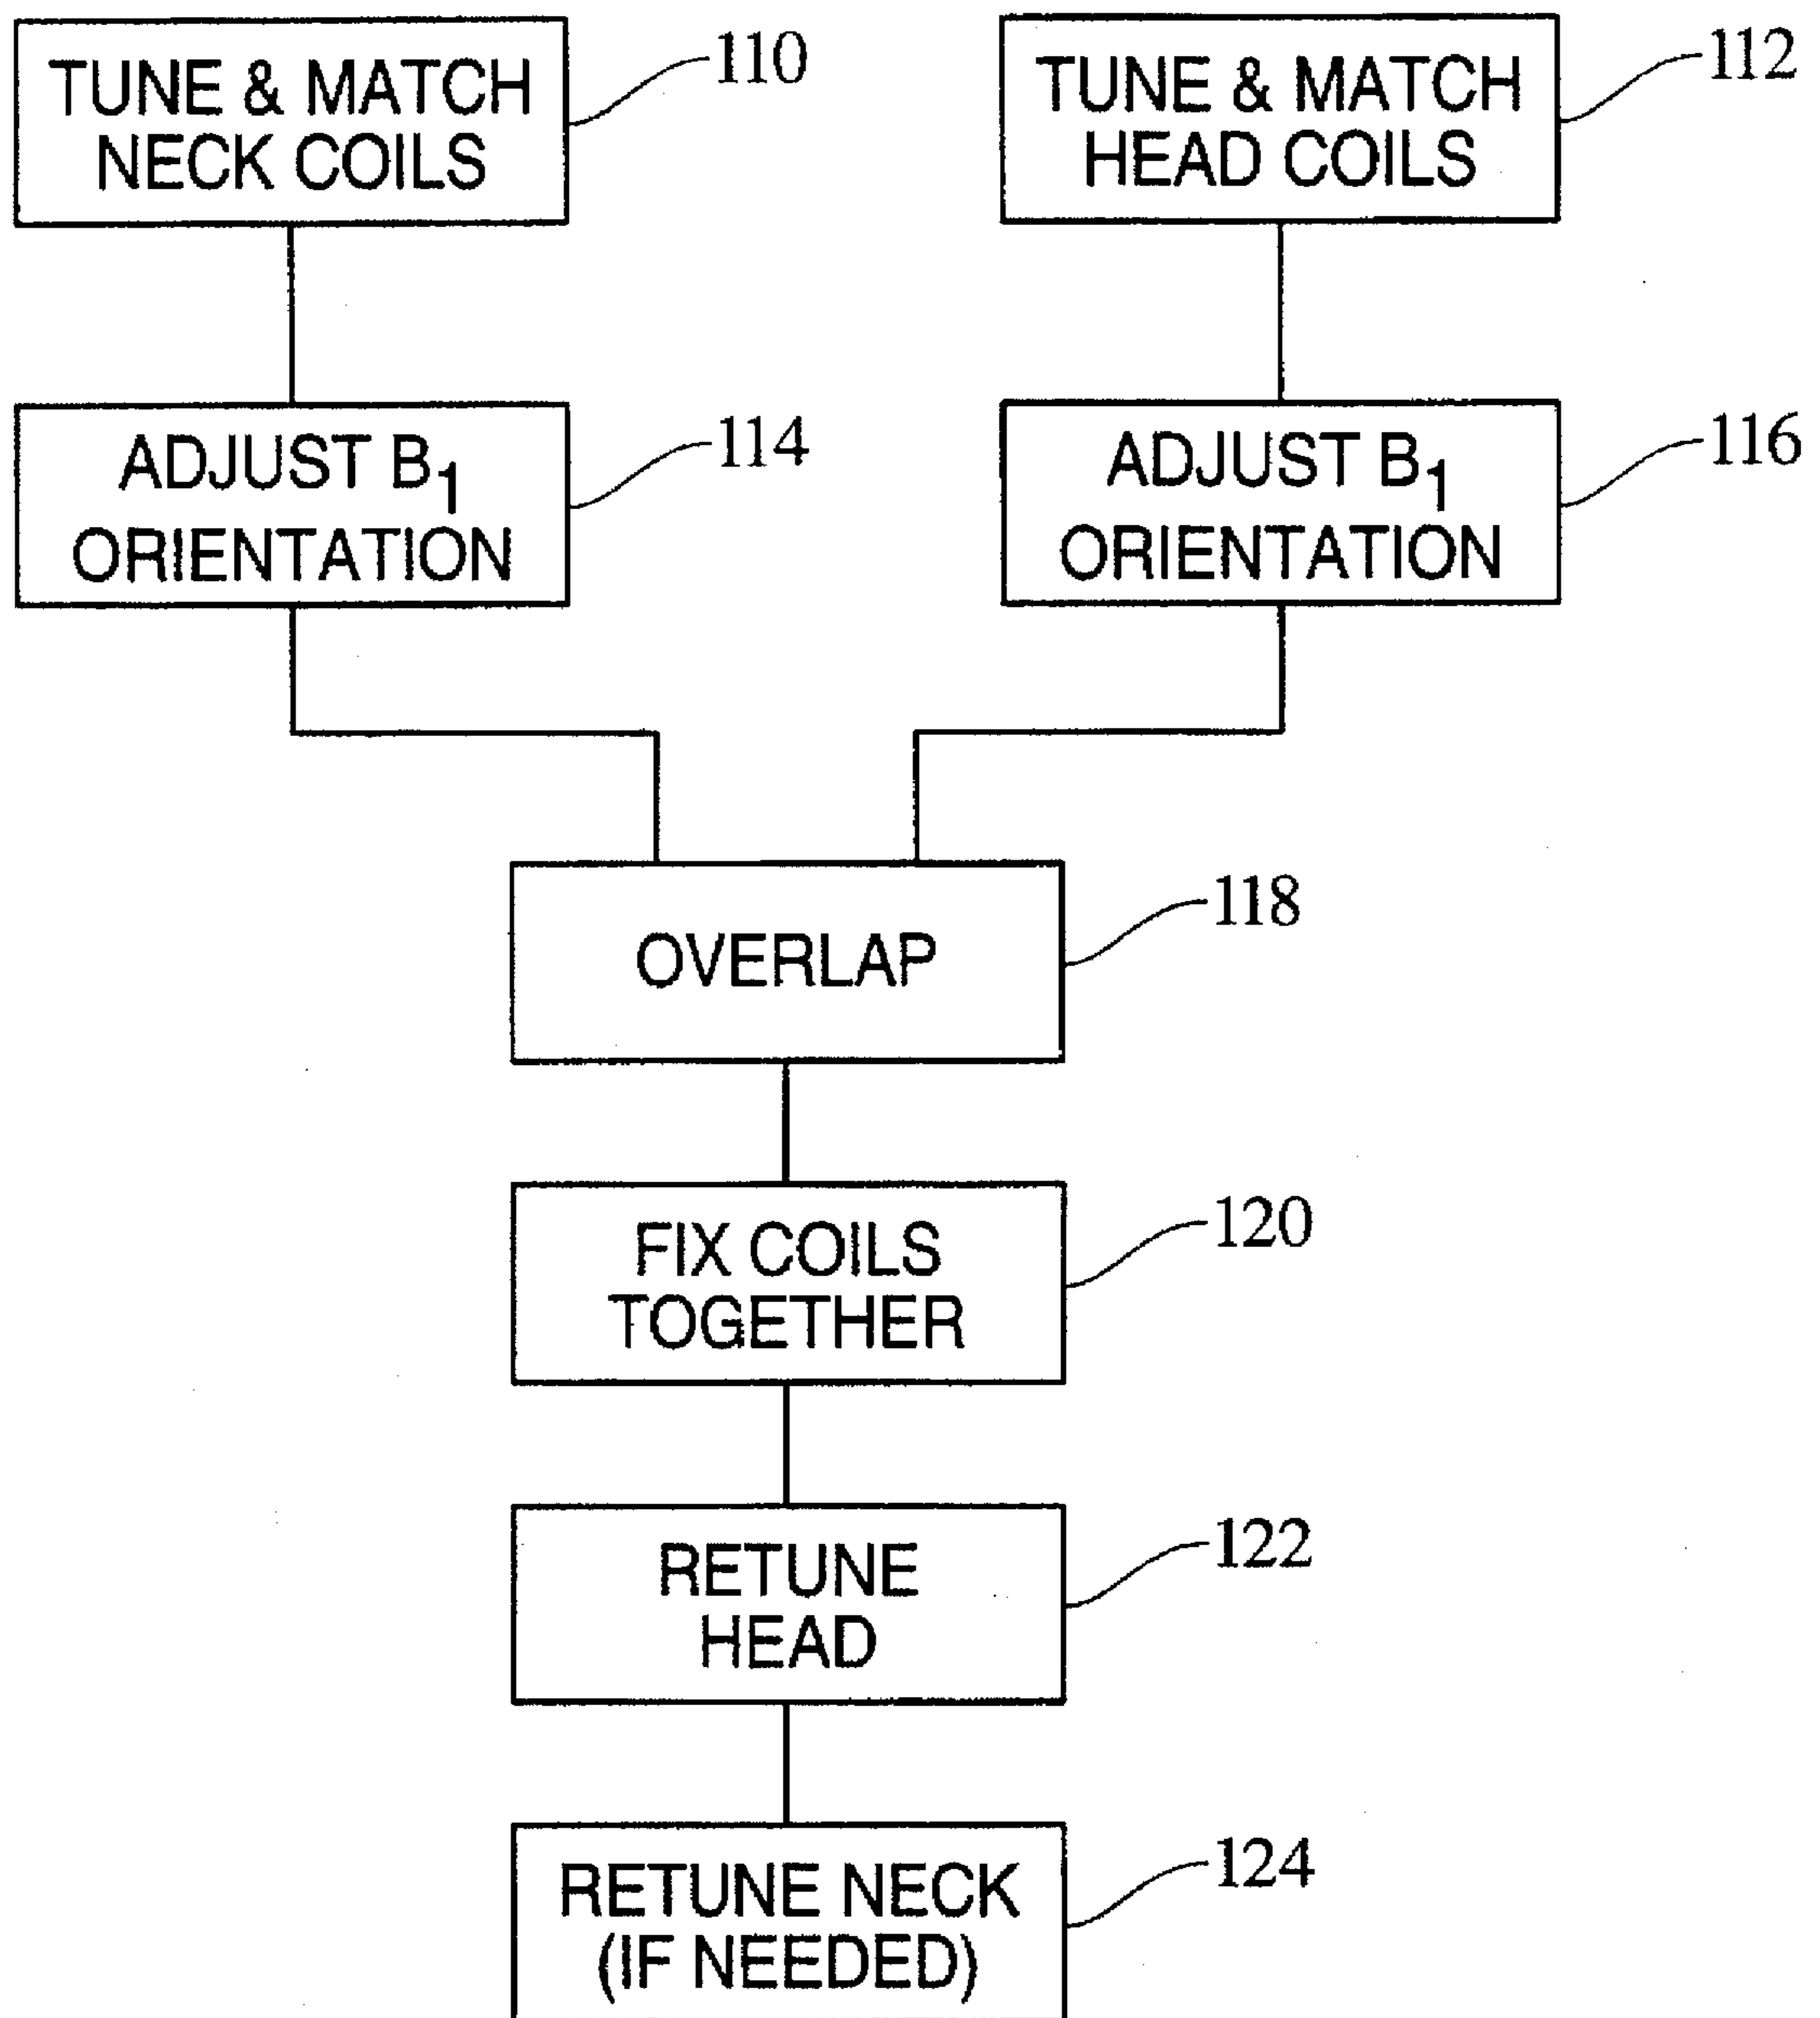 TUNE & MATCH
NECK COILS
110
TUNE & MATCH
HEAD COILS
112
ADJUST B1
ORIENTATION
114
ADJUST B1
ORIENTATION
116
OVERLAP
118
FIX COILS
TOGETHER
120
RETUNE
HEAD
122
RETUNE NECK
(IF NEEDED)
124